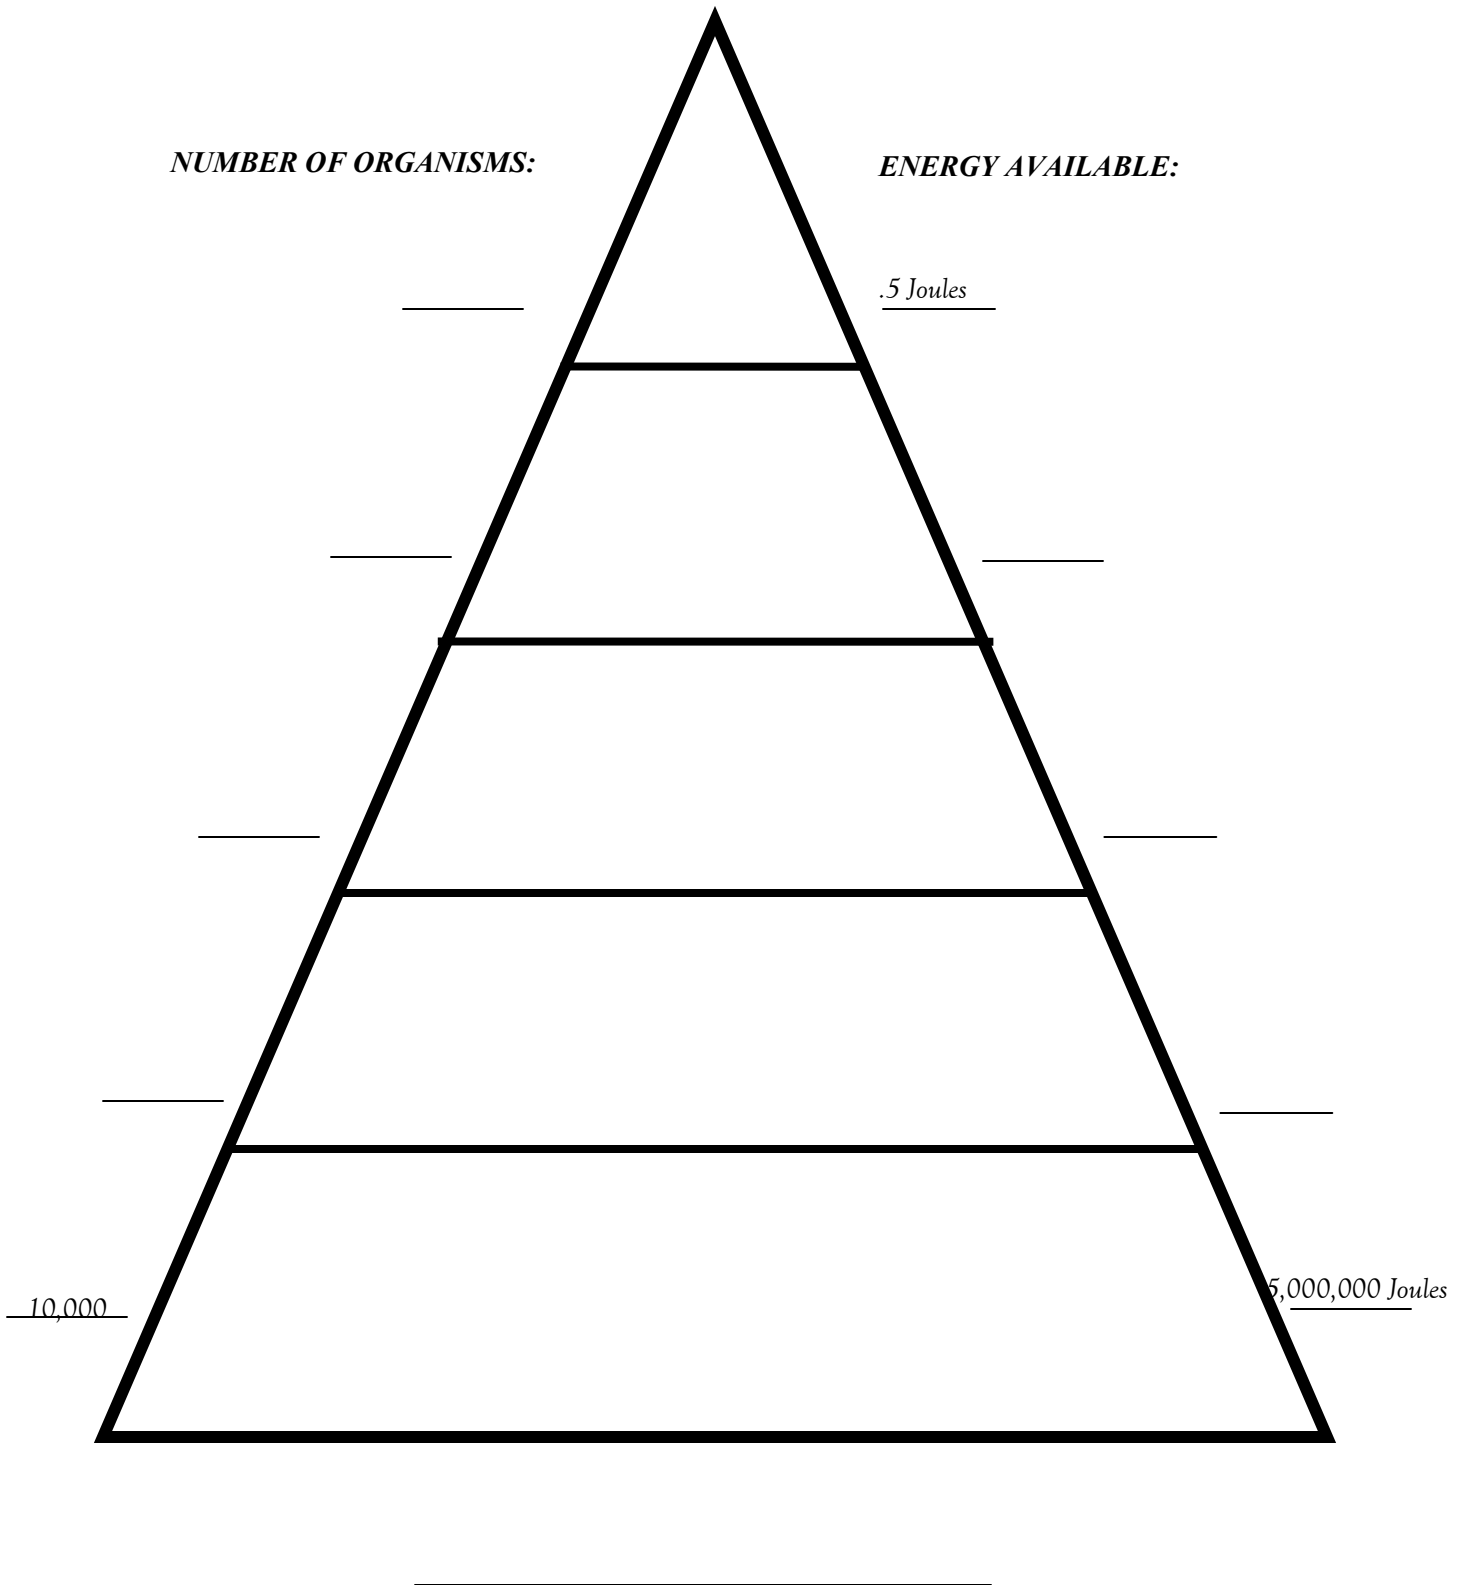 NUMBER OF ORGANISMS:
ENERGY AVAILABLE:
.5 Joules
5,000,000 Joules
10,000